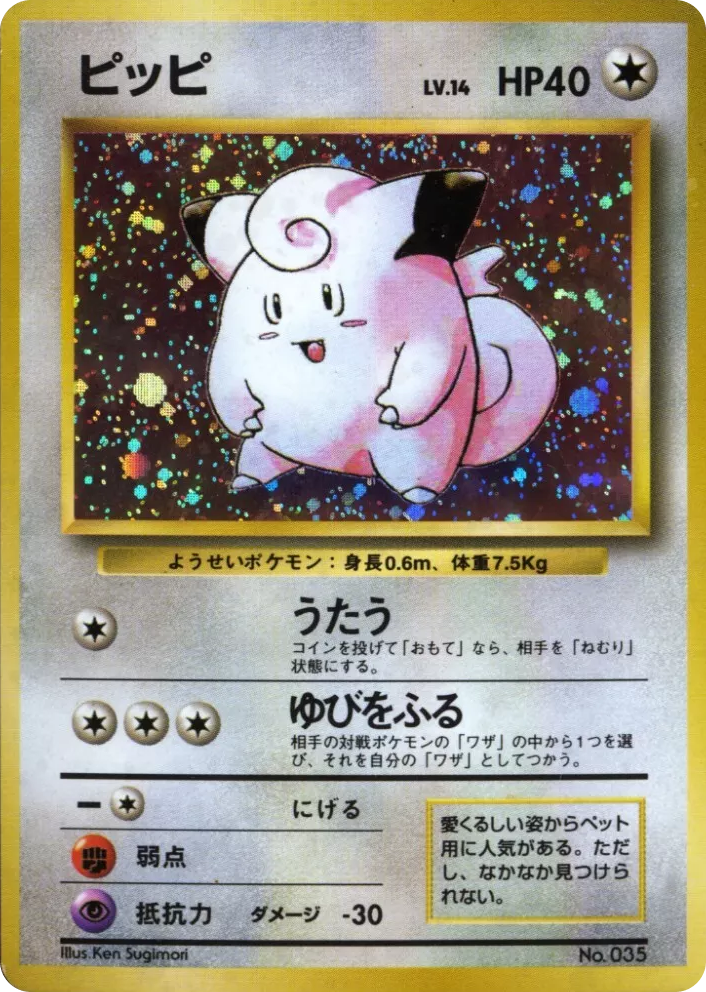 ピッピ LV.14 HP40
ようせいポケモン：身長0.6m、体重7.5Kg
うたう
コインを投げて「おもて」なら、相手を「ねむり」
状態にする。
ゆびをふる
相手の対戦ポケモンの「ワザ」の中から1つを選
び、それを自分の「ワザ」としてつかう。
− にげる
弱点
抵抗力 ダメージ -30
愛くるしい姿からペット
用に人気がある。ただ
し、なかなか見つけら
れない。
Illus.Ken Sugimori No.035